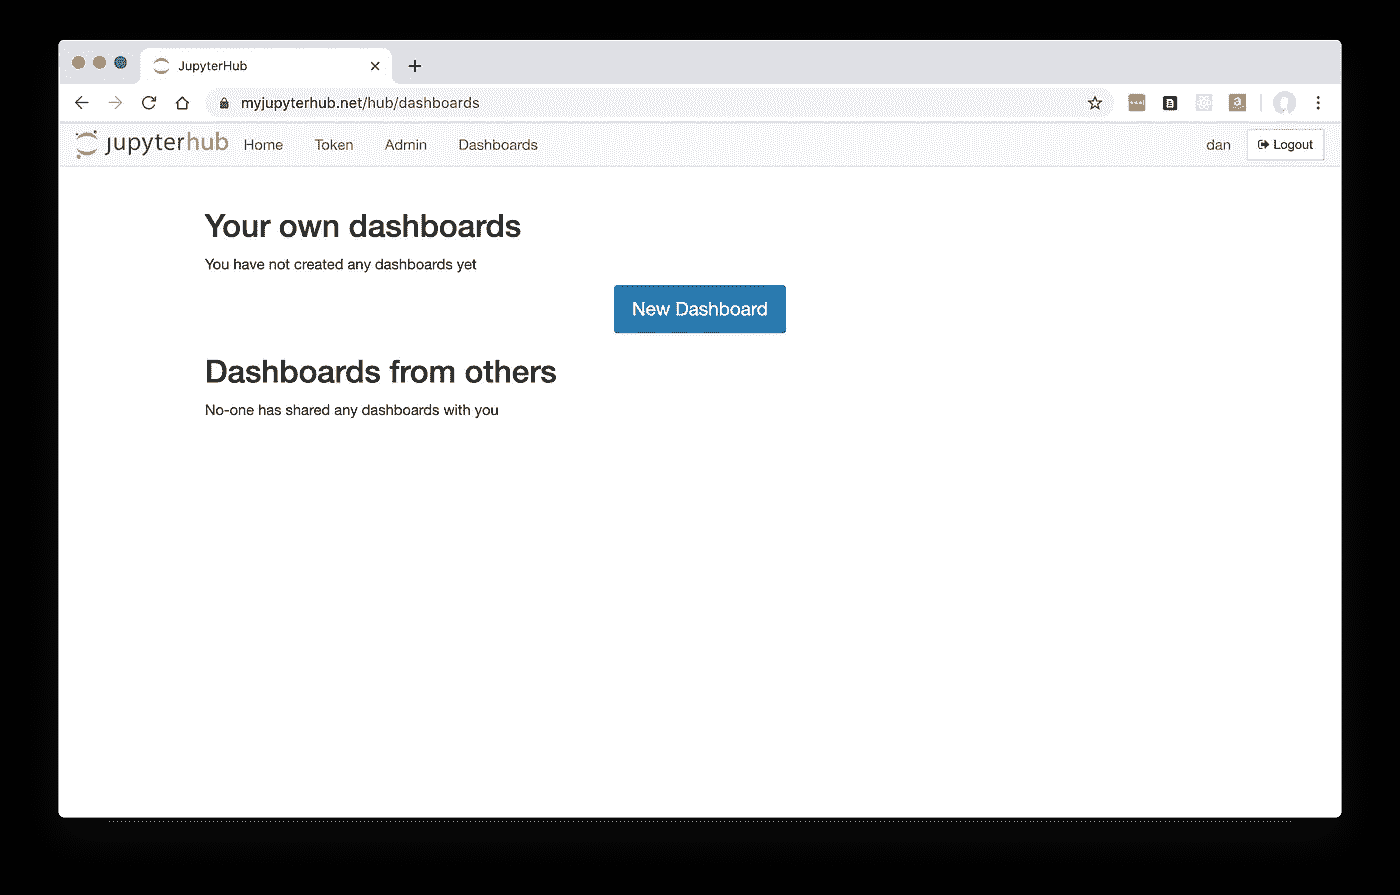 JupyterHub
myjupyterhub.net/hub/dashboards
jupyterhub Home Token Admin Dashboards dan Logout
Your own dashboards
You have not created any dashboards yet
New Dashboard
Dashboards from others
No-one has shared any dashboards with you